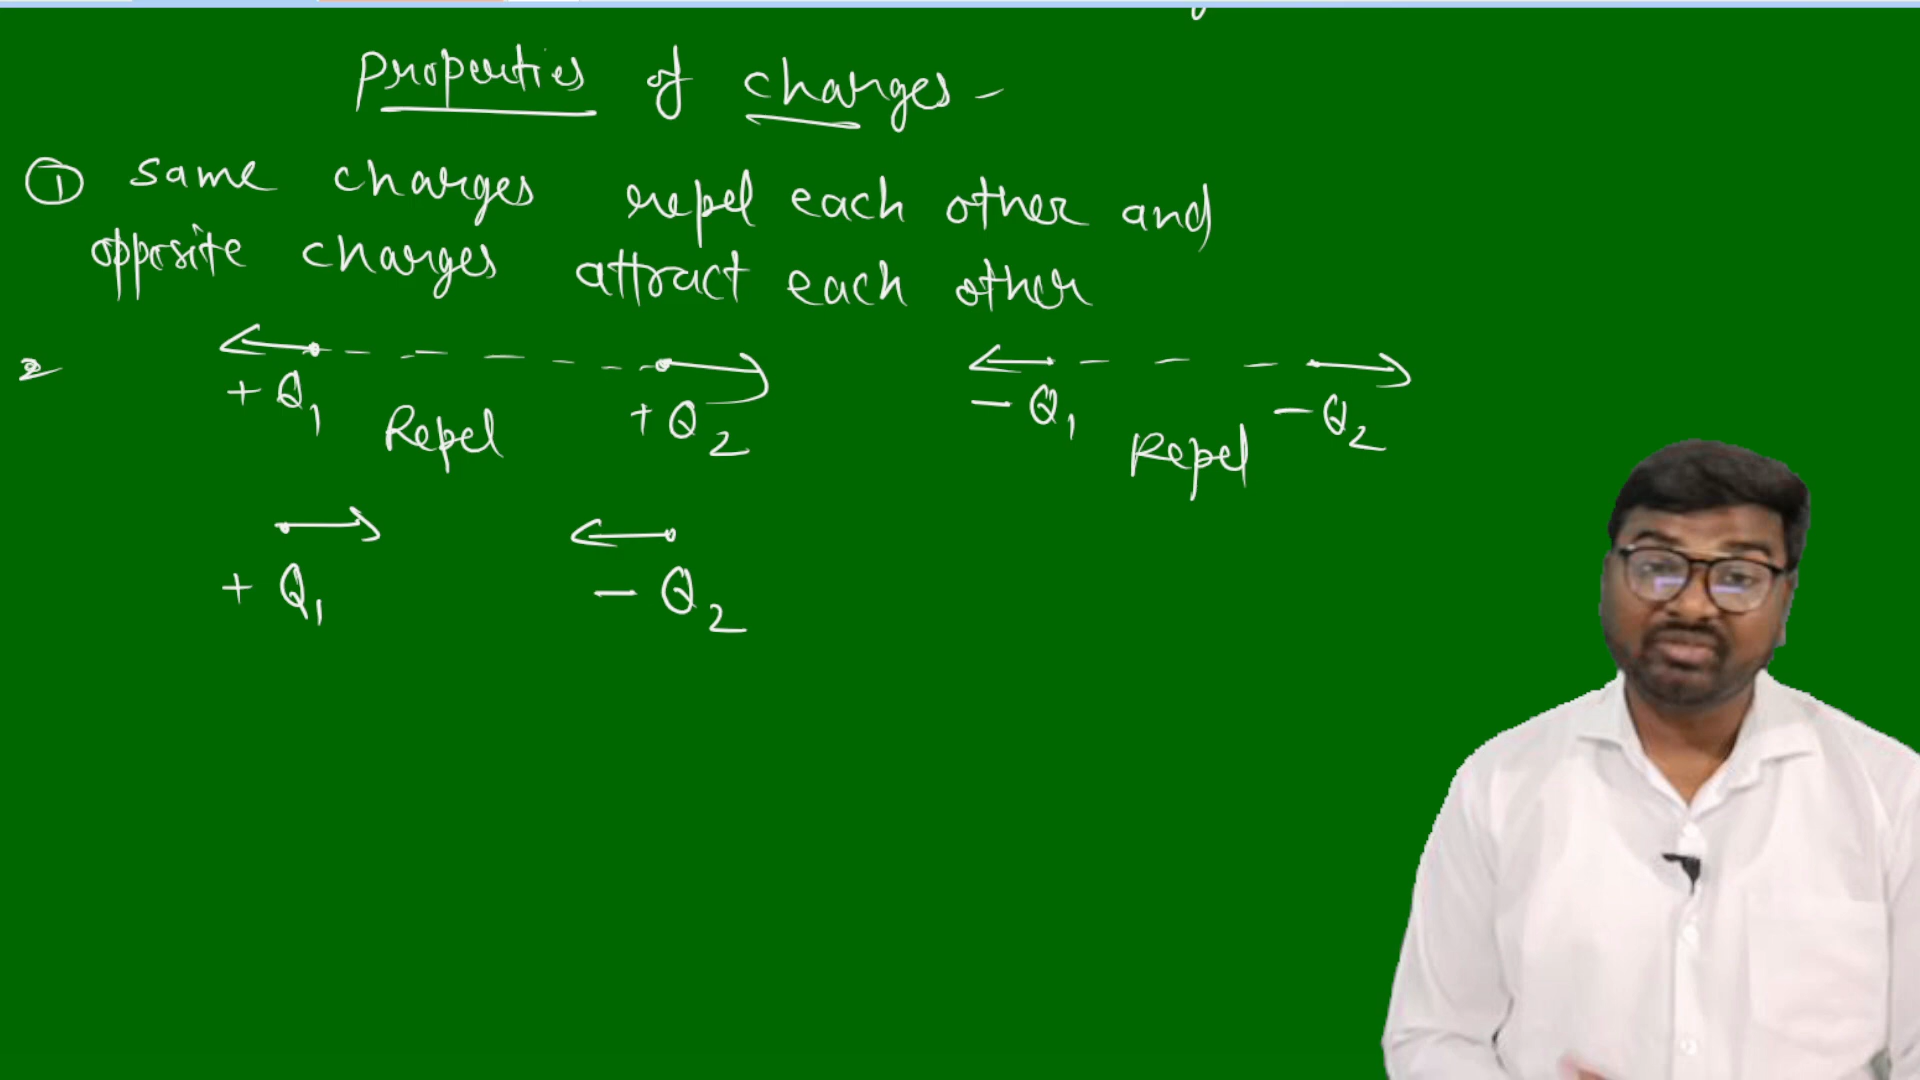 Properties of charges -
① same charges repel each other and
opposite charges attract each other
2
+ Q1 Repel + Q2 - Q1 Repel - Q2
+ Q1 - Q2